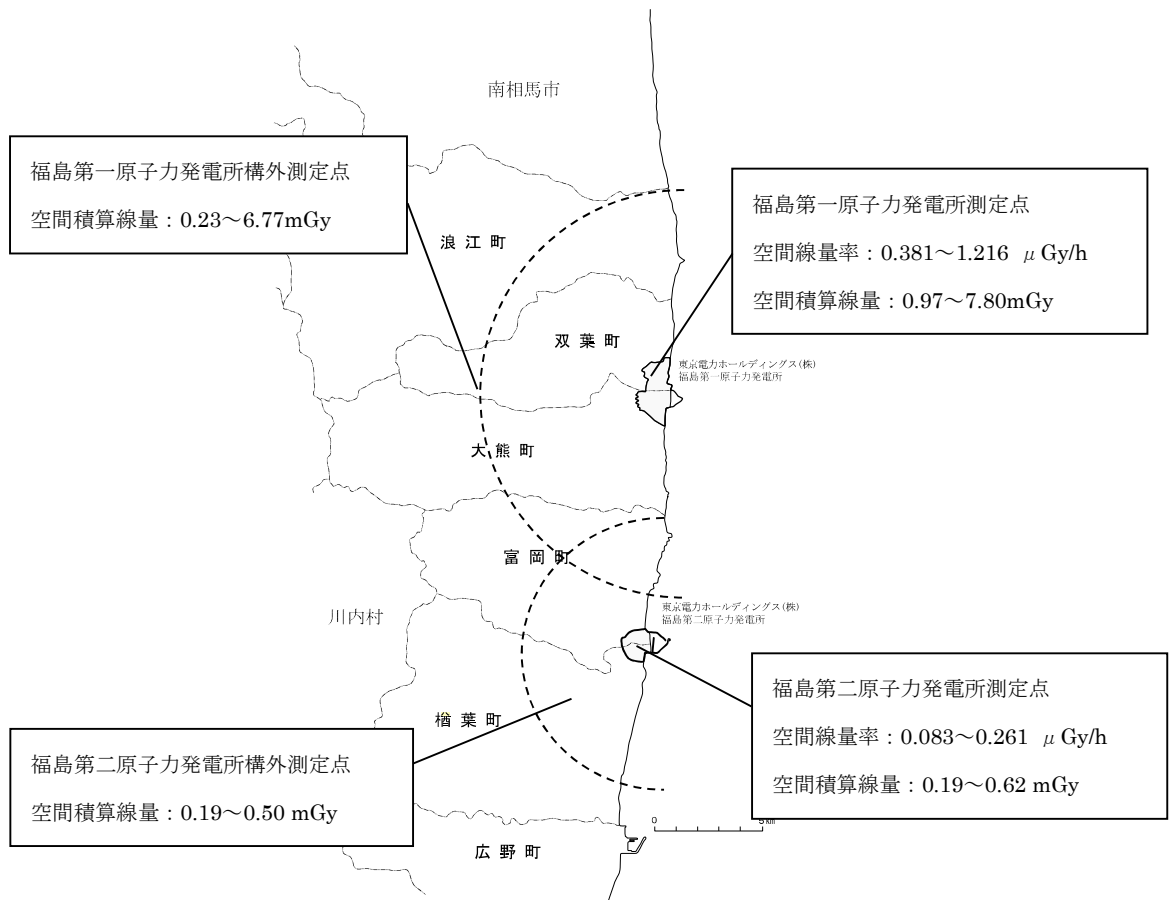 南相馬市
福島第一原子力発電所構外測定点
空間積算線量：0.23～6.77mGy
福島第一原子力発電所測定点
空間線量率：0.381～1.216 μGy/h
空間積算線量：0.97～7.80mGy
浪江町
双葉町
東京電力ホールディングス(株)
福島第一原子力発電所
大熊町
富岡町
東京電力ホールディングス(株)
福島第二原子力発電所
川内村
福島第二原子力発電所測定点
空間線量率：0.083～0.261 μGy/h
空間積算線量：0.19～0.62 mGy
楢葉町
福島第二原子力発電所構外測定点
空間積算線量：0.19～0.50 mGy
0 5km
広野町